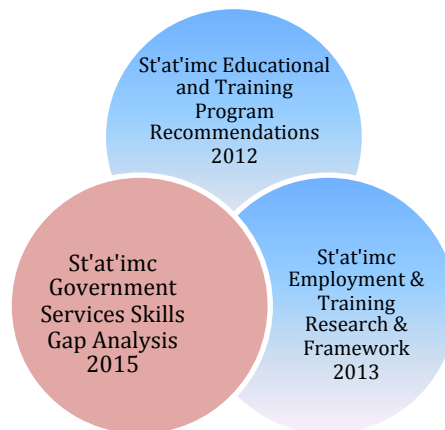 St'at'imc Educational
and Training
Program
Recommendations
2012
St'at'imc
Government
Services Skills
Gap Analysis
2015
St'at'imc
Employment &
Training
Research &
Framework
2013